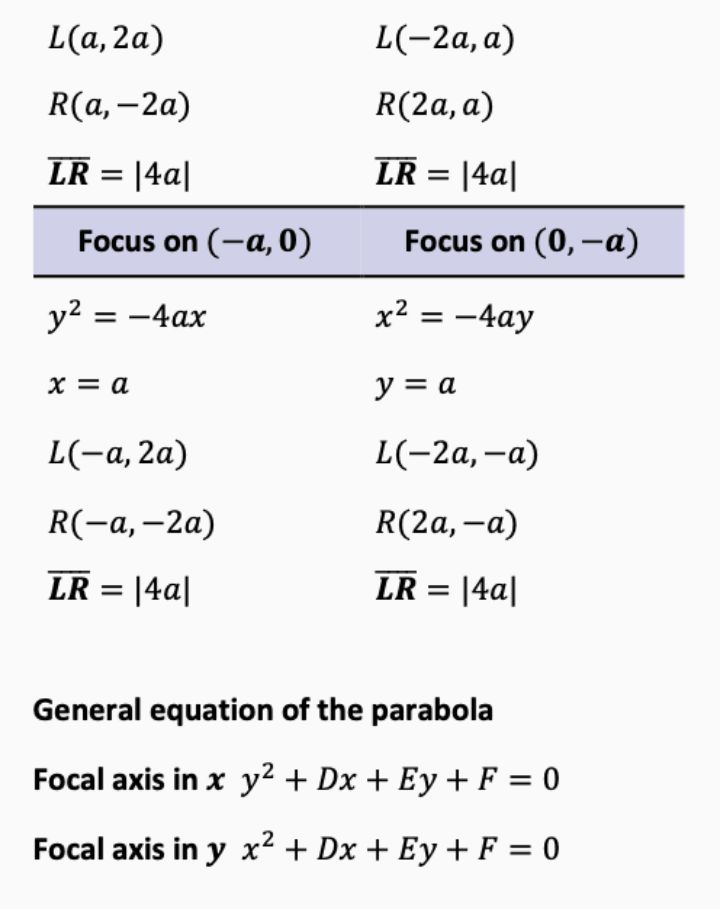 L(a, 2a) L(−2a, a)
R(a, −2a) R(2a, a)
LR = |4a| LR = |4a|
Focus on (−a, 0) Focus on (0, −a)
y² = −4ax x² = −4ay
x = a y = a
L(−a, 2a) L(−2a, −a)
R(−a, −2a) R(2a, −a)
LR = |4a| LR = |4a|
General equation of the parabola
Focal axis in x y² + Dx + Ey + F = 0
Focal axis in y x² + Dx + Ey + F = 0